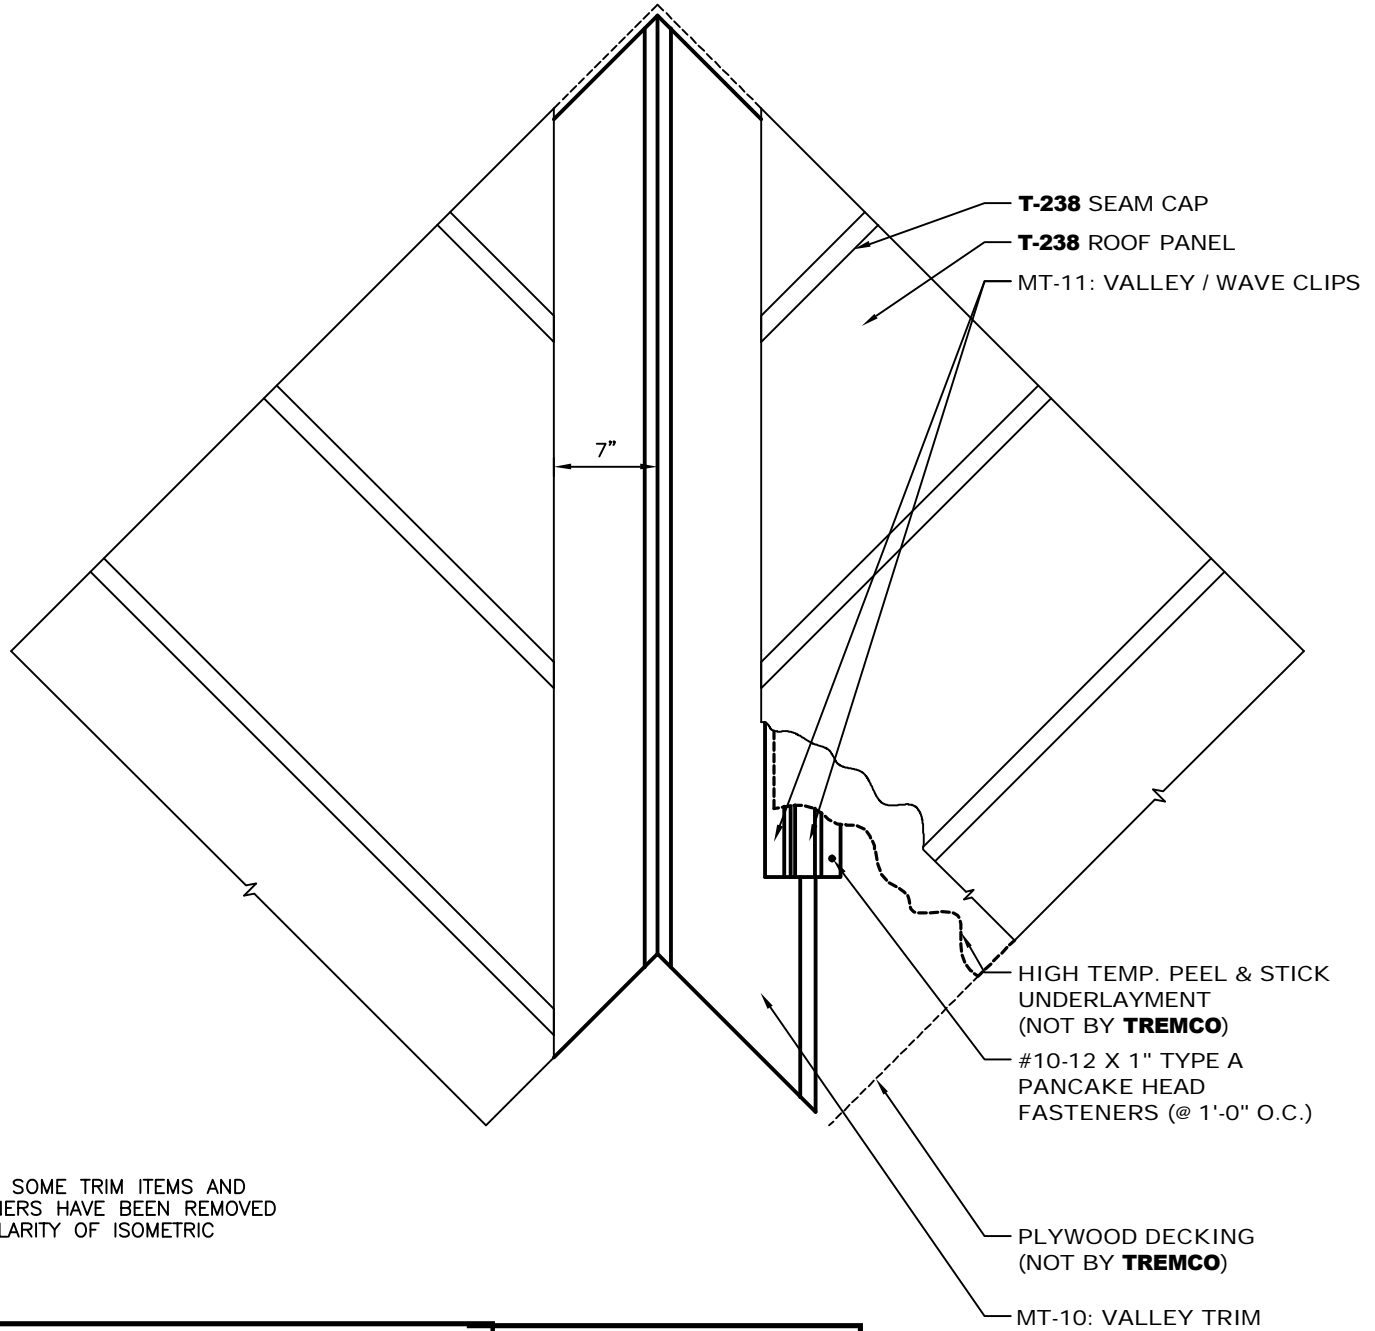 T-238 SEAM CAP
T-238 ROOF PANEL
MT-11: VALLEY / WAVE CLIPS
7"
HIGH TEMP. PEEL & STICK
UNDERLAYMENT
(NOT BY TREMCO)
#10-12 X 1" TYPE A
PANCAKE HEAD
FASTENERS (@ 1'-0" O.C.)
SOME TRIM ITEMS AND
HAVE BEEN REMOVED
OF ISOMETRIC
PLYWOOD DECKING
(NOT BY TREMCO)
MT-10: VALLEY TRIM